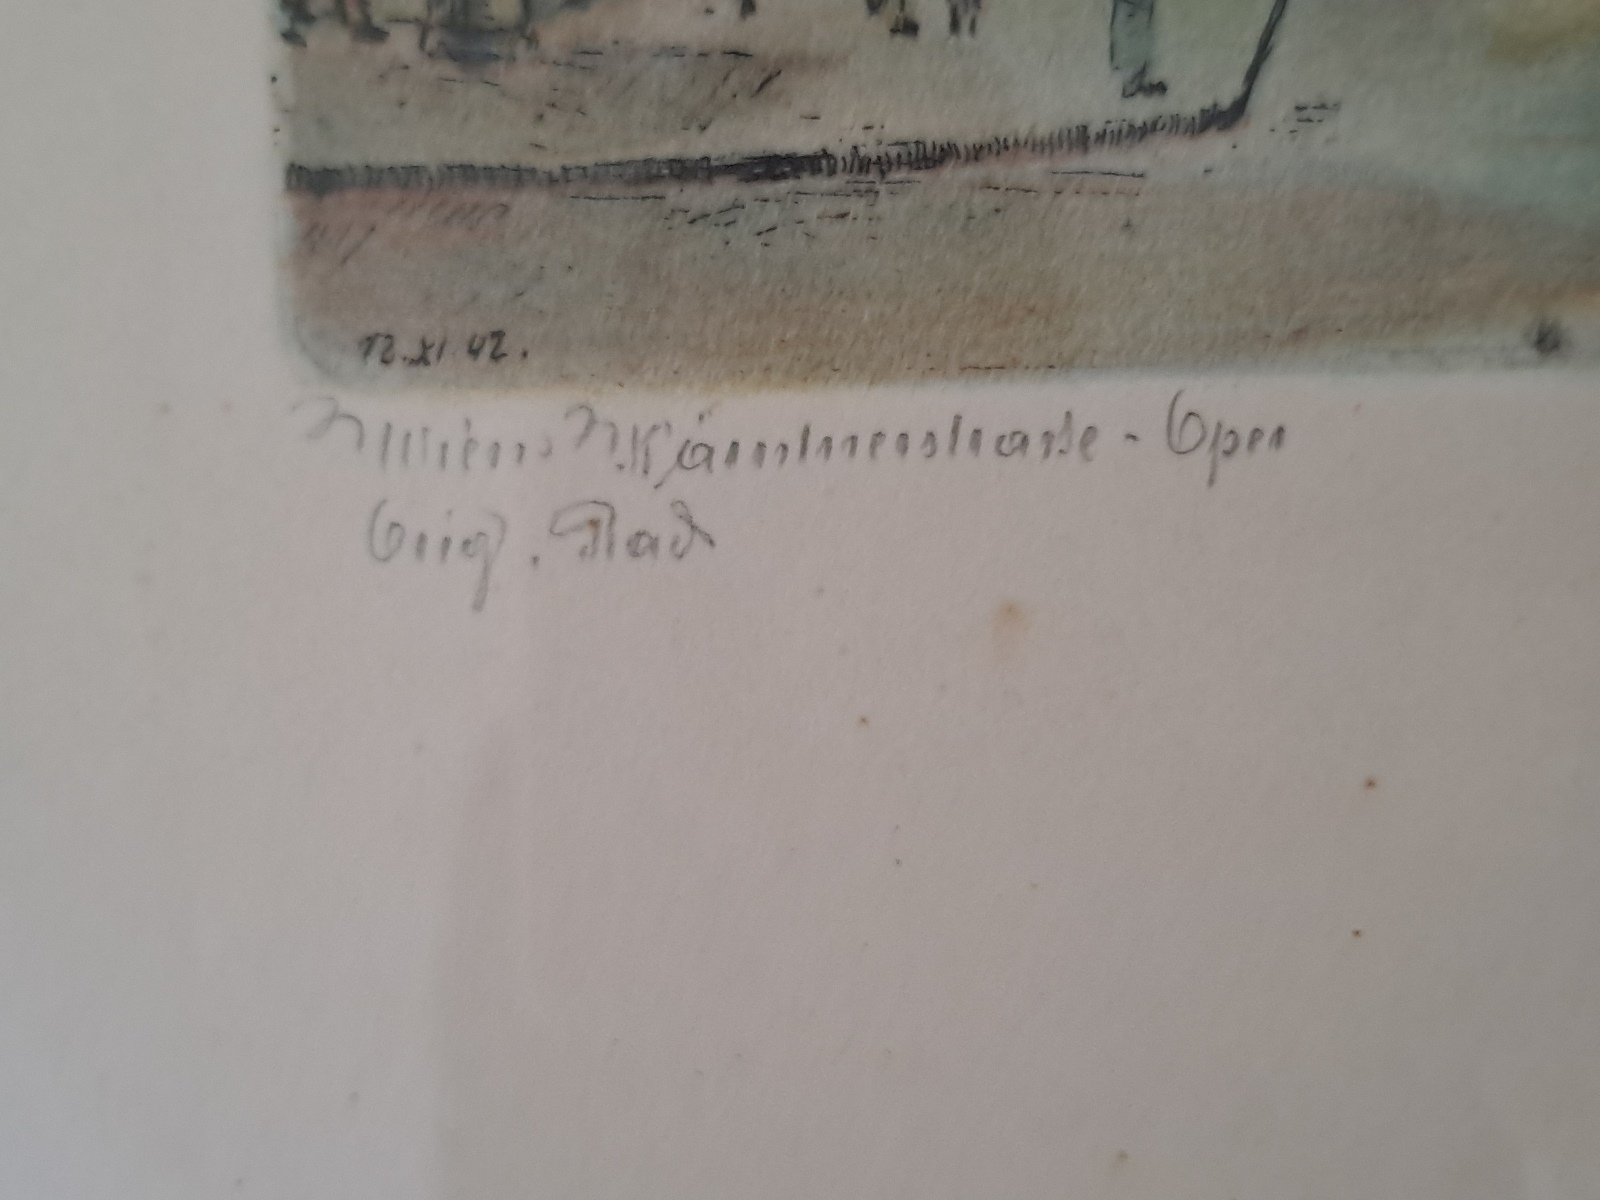 12.XI.42.
Wien, Kärntnerstrasse - Oper
Orig. Rad